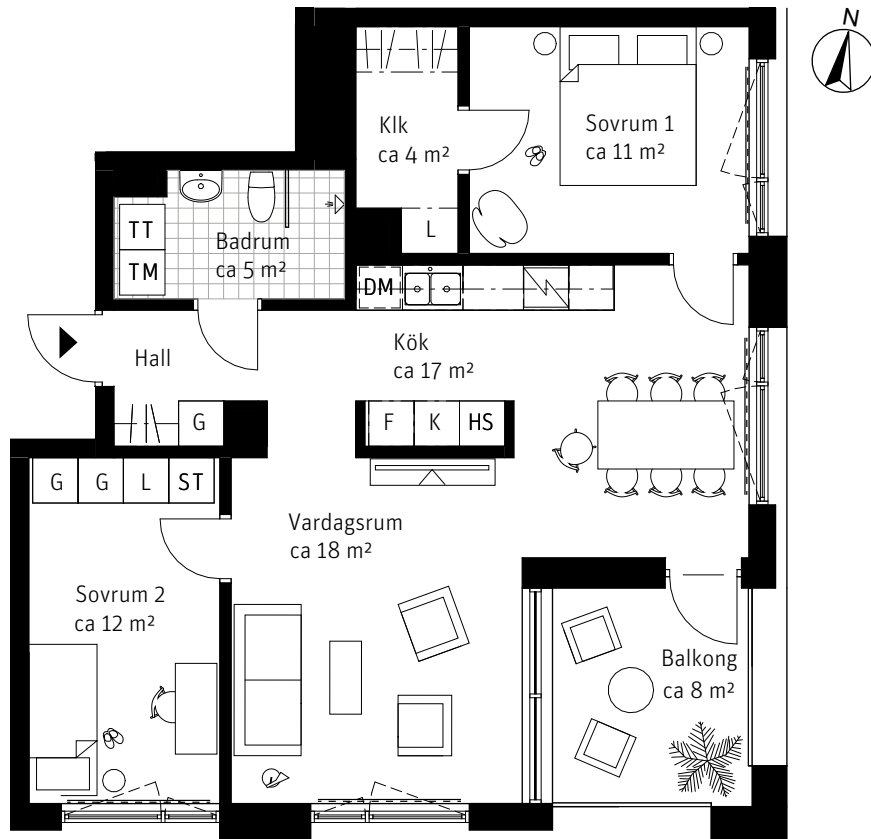 N
Klk
ca 4 m²
Sovrum 1
ca 11 m²
TT
TM
Badrum
ca 5 m²
L
DM
Hall
Kök
ca 17 m²
G
F K HS
G G L ST
Vardagsrum
ca 18 m²
Sovrum 2
ca 12 m²
Balkong
ca 8 m²